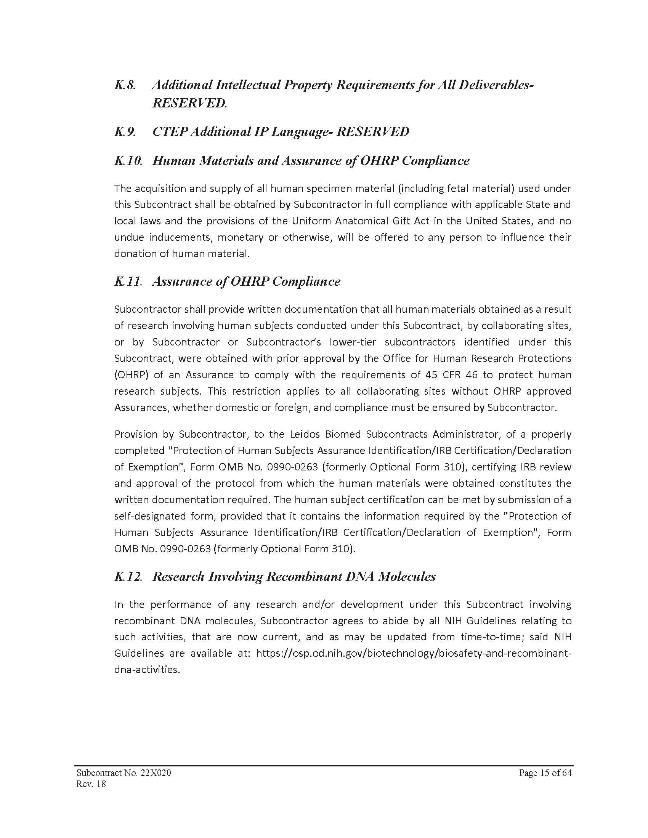 K.8. Additional Intellectual Property Requirements for All Deliverables-
RESERVED.
K.9. CTEP Additional IP Language- RESERVED
K.10. Human Materials and Assurance of OHRP Compliance
The acquisition and supply of all human specimen material (including fetal material) used under
this Subcontract shall be obtained by Subcontractor in full compliance with applicable State and
local laws and the provisions of the Uniform Anatomical Gift Act in the United States, and no
undue inducements, monetary or otherwise, will be offered to any person to influence their
donation of human material.
K.11. Assurance of OHRP Compliance
Subcontractor shall provide written documentation that all human materials obtained as a result
of research involving human subjects conducted under this Subcontract, by collaborating sites,
or by Subcontractor or Subcontractor's lower-tier subcontractors identified under this
Subcontract, were obtained with prior approval by the Office for Human Research Protections
(OHRP) of an Assurance to comply with the requirements of 45 CFR 46 to protect human
research subjects. This restriction applies to all collaborating sites without OHRP approved
Assurances, whether domestic or foreign, and compliance must be ensured by Subcontractor.
Provision by Subcontractor, to the Leidos Biomed Subcontracts Administrator, of a properly
completed "Protection of Human Subjects Assurance Identification/IRB Certification/Declaration
of Exemption", Form OMB No. 0990-0263 (formerly Optional Form 310), certifying IRB review
and approval of the protocol from which the human materials were obtained constitutes the
written documentation required. The human subject certification can be met by submission of a
self-designated form, provided that it contains the information required by the "Protection of
Human Subjects Assurance Identification/IRB Certification/Declaration of Exemption", Form
OMB No. 0990-0263 (formerly Optional Form 310).
K.12. Research Involving Recombinant DNA Molecules
In the performance of any research and/or development under this Subcontract involving
recombinant DNA molecules, Subcontractor agrees to abide by all NIH Guidelines relating to
such activities, that are now current, and as may be updated from time-to-time; said NIH
Guidelines are available at: https://osp.od.nih.gov/biotechnology/biosafety-and-recombinant-
dna-activities.
Subcontract No. 22X020 Page 15 of 64
Rev. 18